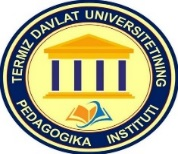 TERMIZ DAVLAT UNIVERSITETINING
PEDAGOGIKA INSTITUTI